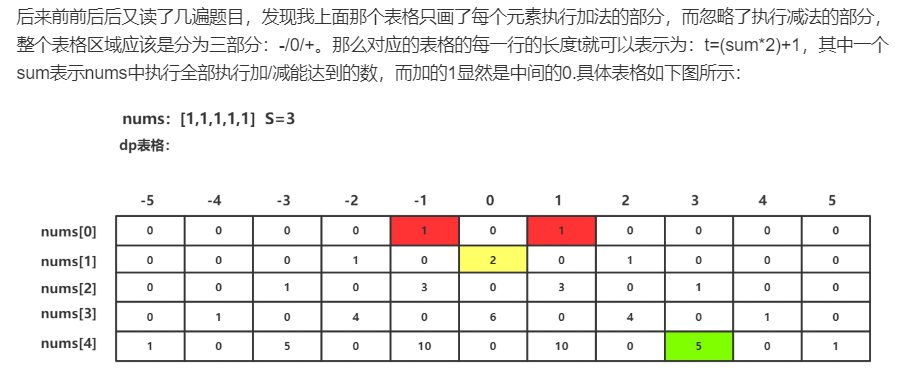 后来前前后后又读了几遍题目，发现我上面那个表格只画了每个元素执行加法的部分，而忽略了执行减法的部分，
整个表格区域应该是分为三部分：-/0/+。那么对应的表格的每一行的长度t就可以表示为：t=(sum*2)+1，其中一个
sum表示nums中执行全部执行加/减能达到的数，而加的1显然是中间的0.具体表格如下图所示：
nums：[1,1,1,1,1] S=3
dp表格：
-5 -4 -3 -2 -1 0 1 2 3 4 5
nums[0] 0 0 0 0 1 0 1 0 0 0 0
nums[1] 0 0 0 1 0 2 0 1 0 0 0
nums[2] 0 0 1 0 3 0 3 0 1 0 0
nums[3] 0 1 0 4 0 6 0 4 0 1 0
nums[4] 1 0 5 0 10 0 10 0 5 0 1